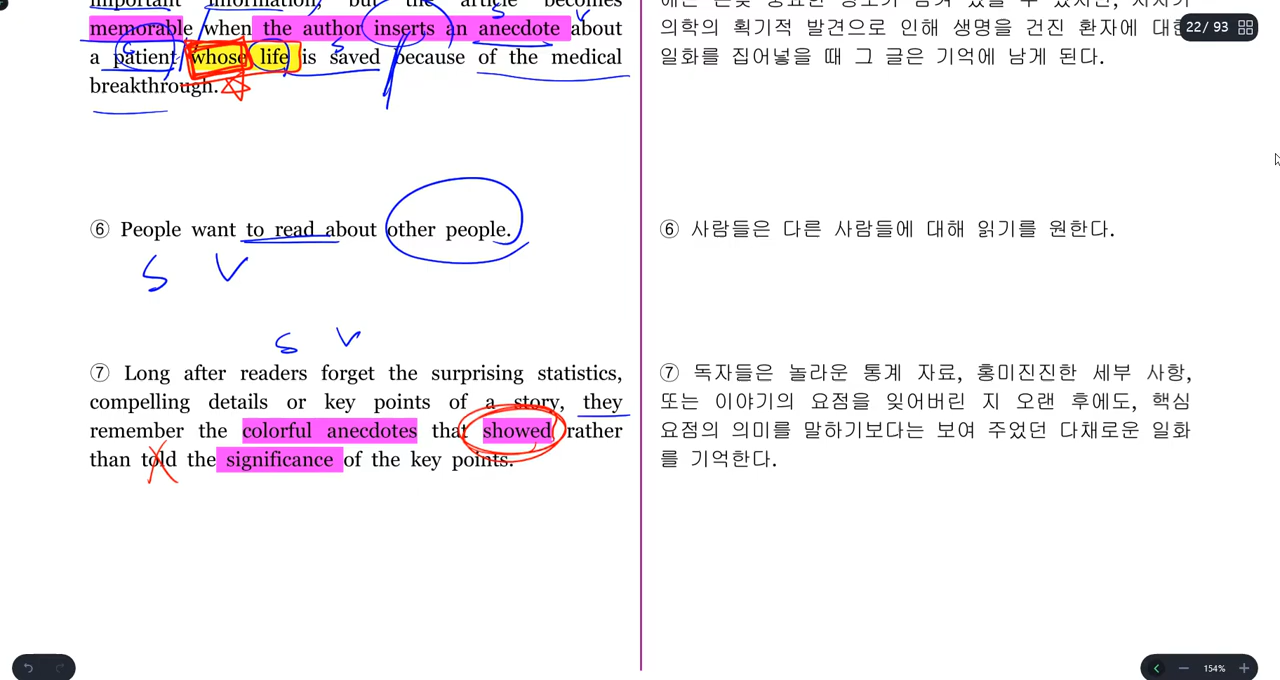 important information, but the article becomes
memorable when the author inserts an anecdote about
a patient whose life is saved because of the medical
breakthrough.
⑥ People want to read about other people.
S V
S V
⑦ Long after readers forget the surprising statistics,
compelling details or key points of a story, they
remember the colorful anecdotes that showed rather
than told the significance of the key points.
의학의 획기적 발견으로 인해 생명을 건진 환자에 대한
일화를 집어넣을 때 그 글은 기억에 남게 된다.
⑥ 사람들은 다른 사람들에 대해 읽기를 원한다.
⑦ 독자들은 놀라운 통계 자료, 흥미진진한 세부 사항,
또는 이야기의 요점을 잊어버린 지 오랜 후에도, 핵심
요점의 의미를 말하기보다는 보여 주었던 다채로운 일화
를 기억한다.
22/ 93
154%